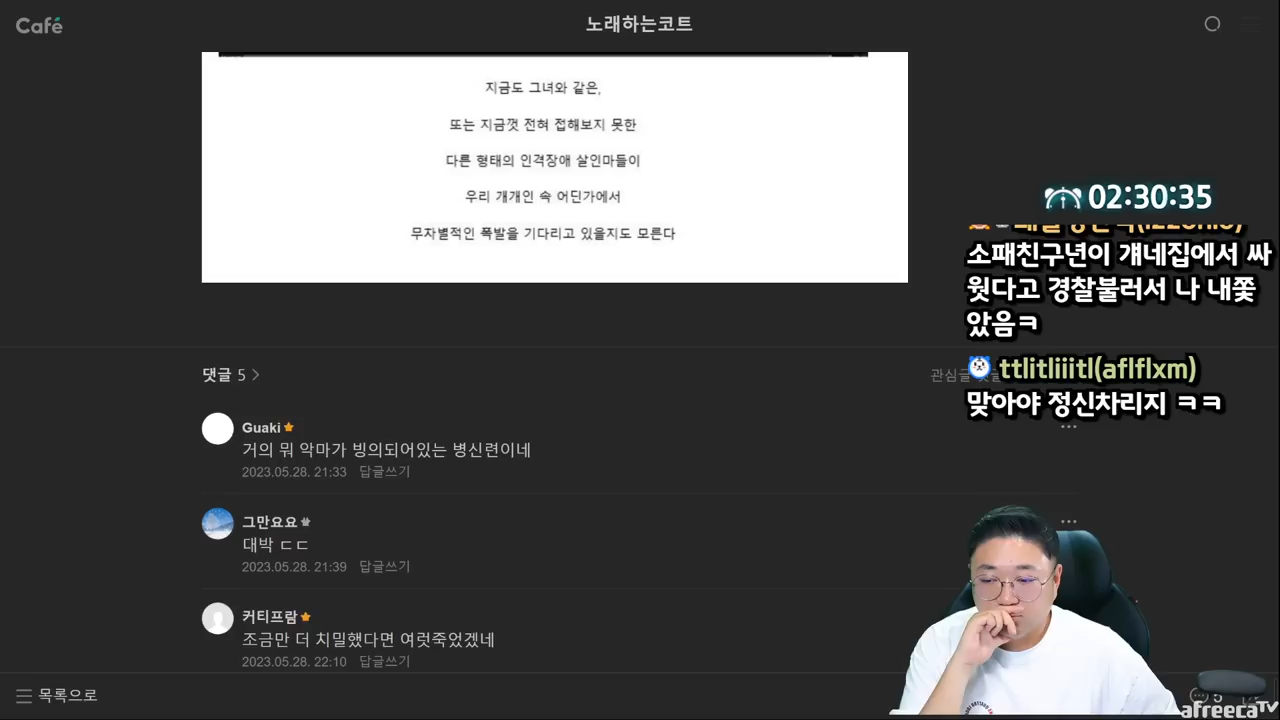 Café
노래하는코트
지금도 그녀와 같은,
또는 지금껏 전혀 접해보지 못한
다른 형태의 인격장애 살인마들이
우리 개개인 속 어딘가에서
무차별적인 폭발을 기다리고 있을지도 모른다
02:30:35
소패친구년이 걔네집에서 싸
웟다고 경찰불러서 나 내쫓
았음ㅋ
ttlitliiitl(aflflxm)
맞아야 정신차리지 ㅋㅋ
댓글 5
관심글
Guaki
거의 뭐 악마가 빙의되어있는 병신련이네
2023.05.28. 21:33 답글쓰기
그만요요
대박 ㄷㄷ
2023.05.28. 21:39 답글쓰기
커티프람
조금만 더 치밀했다면 여럿죽었겠네
2023.05.28. 22:10 답글쓰기
목록으로
5
afreecaTV